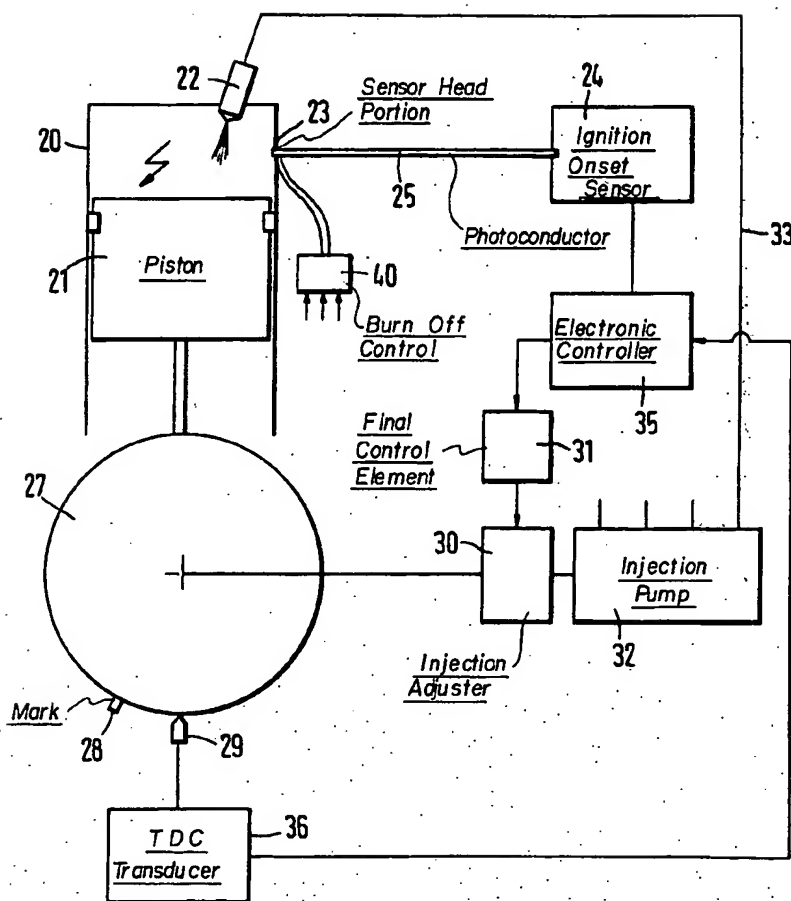 22
Sensor Head
Portion
23
20
24
Ignition
Onset
Sensor
25
Photoconductor
33
21
Piston
40
Burn Off
Control
Electronic
Controller
35
Final
Control
Element
31
27
30
Injection
Pump
32
Injection
Adjuster
Mark
28
29
TDC
Transducer
36